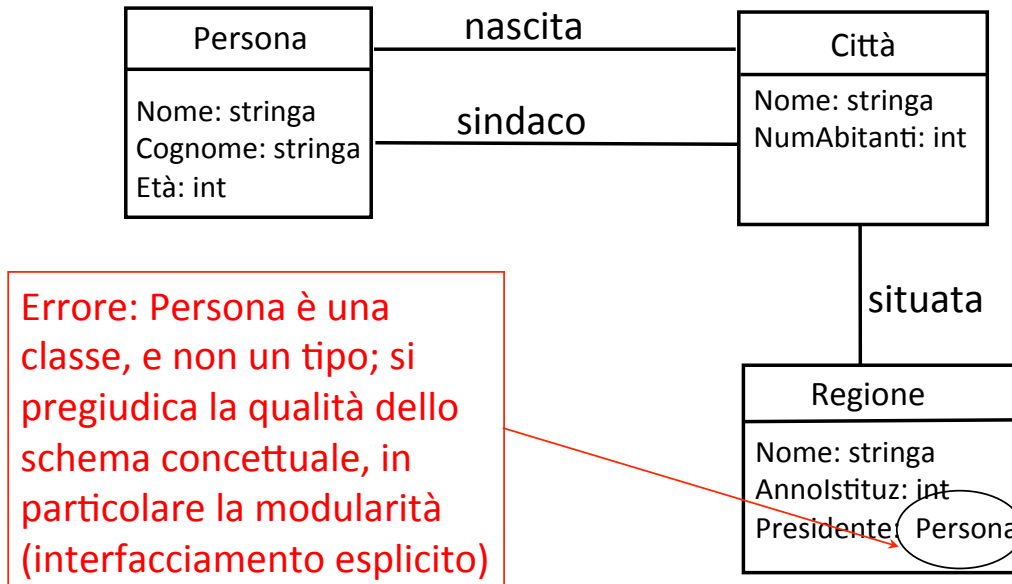 Persona
Nome: stringa
Cognome: stringa
Età: int
nascita
sindaco
Città
Nome: stringa
NumAbitanti: int
situata
Regione
Nome: stringa
AnnoIstituz: int
Presidente: Persona
Errore: Persona è una
classe, e non un tipo; si
pregiudica la qualità dello
schema concettuale, in
particolare la modularità
(interfacciamento esplicito)